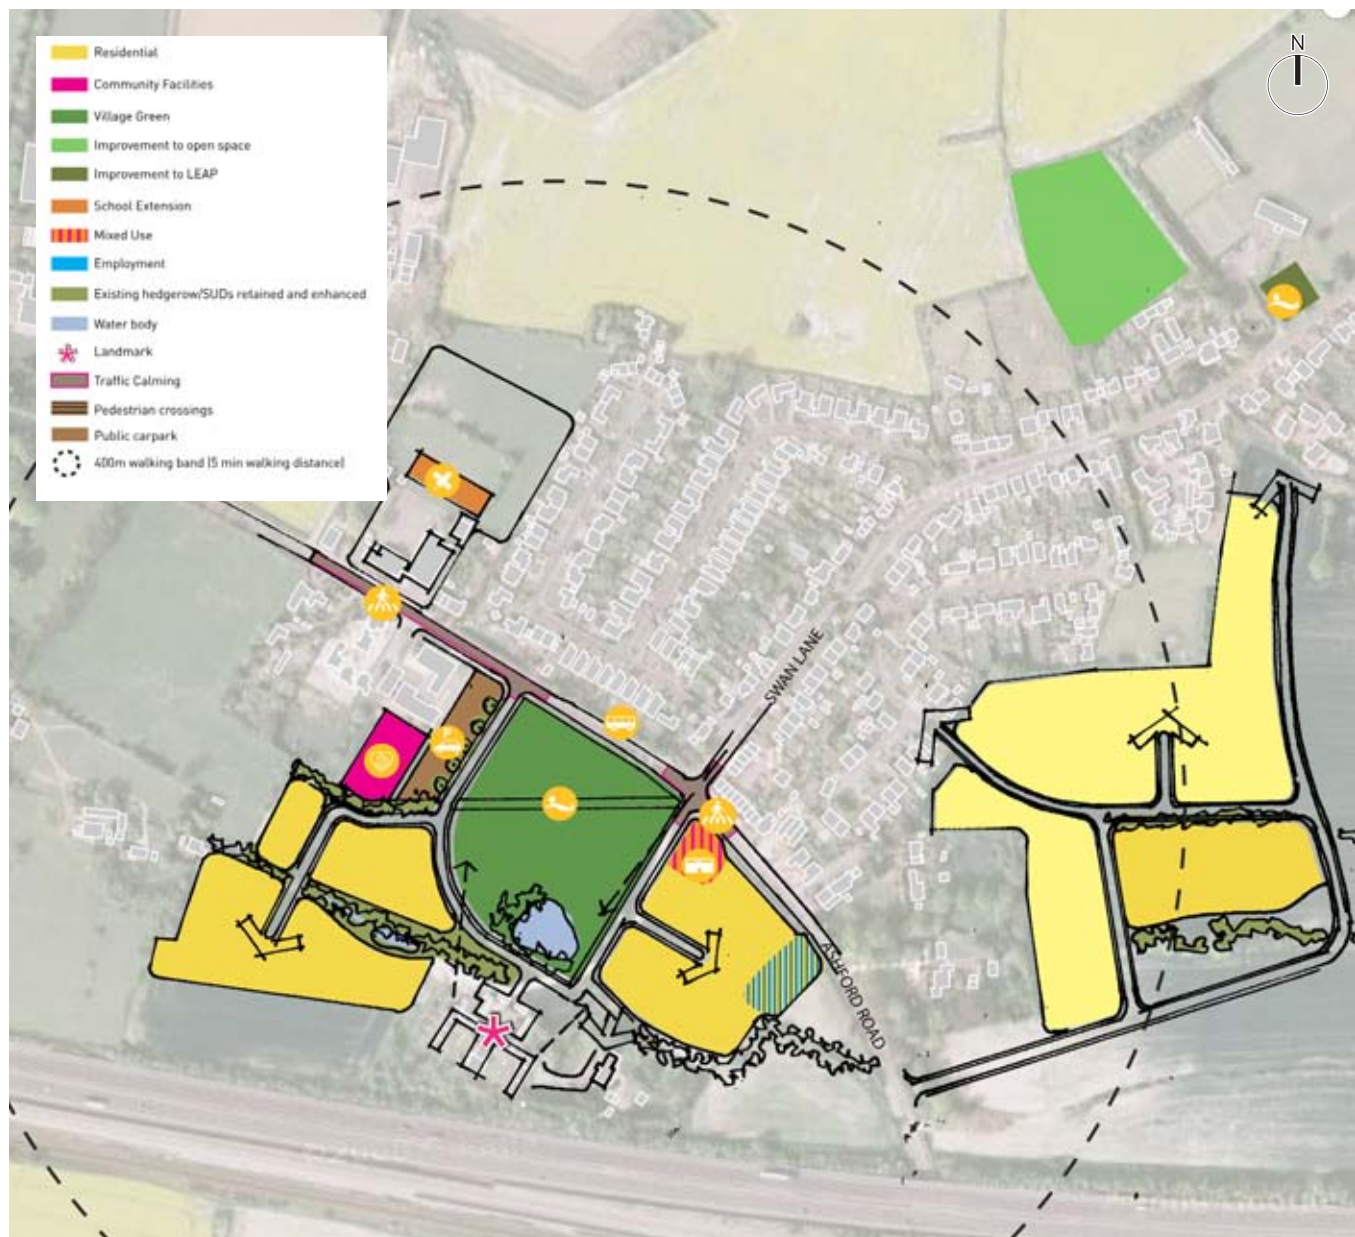 N
Residential
Community Facilities
Village Green
Improvement to open space
Improvement to LEAP
School Extension
Mixed Use
Employment
Existing hedgerow/SUDs retained and enhanced
Water body
Landmark
Traffic Calming
Pedestrian crossings
Public carpark
400m walking band (5 min walking distance)
SWAN LANE
ASHFORD ROAD